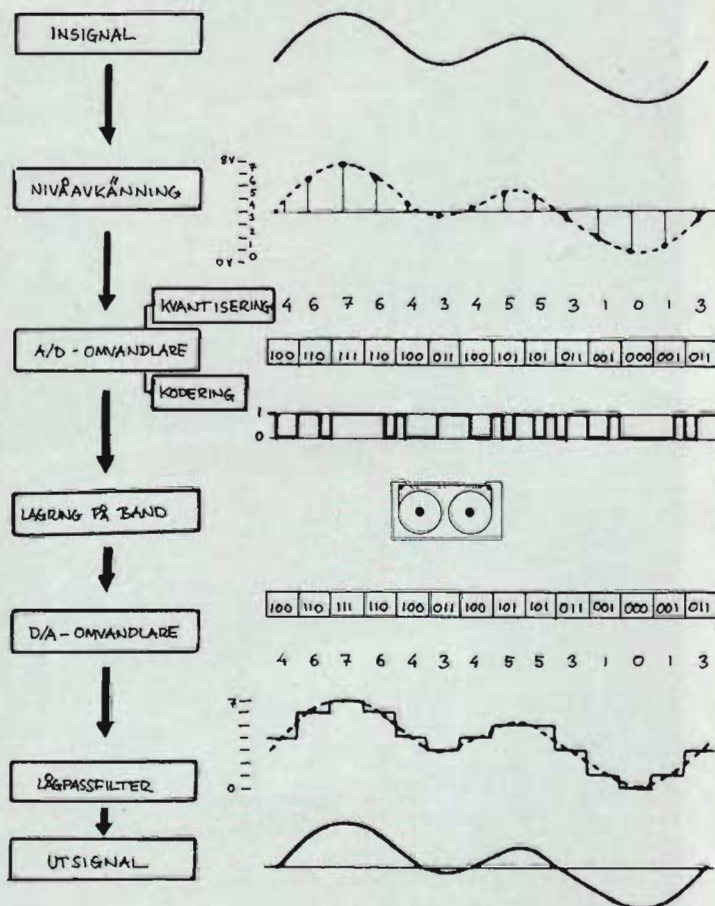 INSIGNAL
NIVÅAVKÄNNING
8V
7
6
5
4
3
2
1
0
0V
KVANTISERING
4 6 7 6 4 3 4 5 5 3 1 0 1 3
A/D - OMVANDLARE
100 110 111 110 100 011 100 101 101 011 001 000 001 011
KODERING
1
0
LAGRING PÅ BAND
100 110 111 110 100 011 100 101 101 011 001 000 001 011
D/A - OMVANDLARE
4 6 7 6 4 3 4 5 5 3 1 0 1 3
7
0
LÅGPASSFILTER
UTSIGNAL